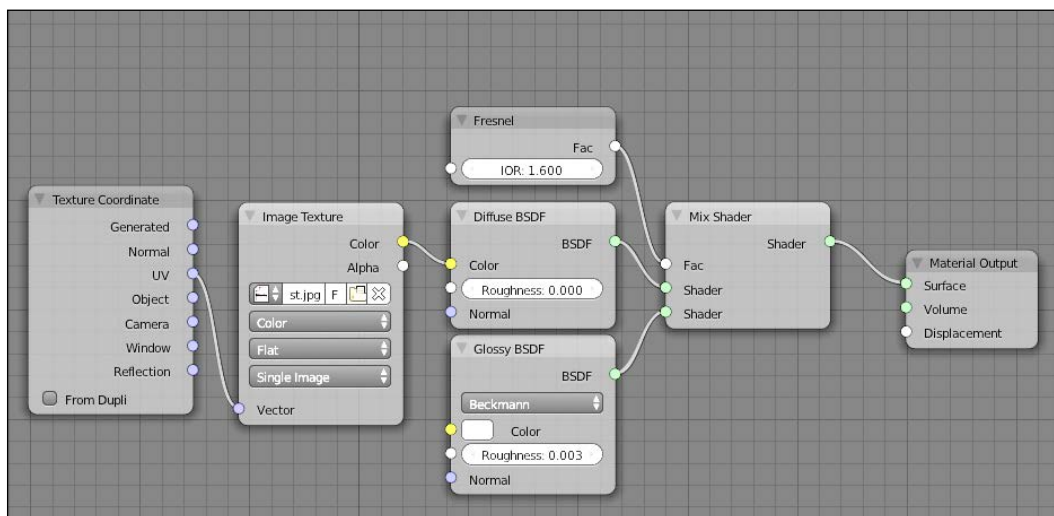 Texture Coordinate
Generated
Normal
UV
Object
Camera
Window
Reflection
From Dupli
Image Texture
Color
Alpha
st.jpg F
Color
Flat
Single Image
Vector
Fresnel
Fac
IOR: 1.600
Diffuse BSDF
BSDF
Color
Roughness: 0.000
Normal
Glossy BSDF
BSDF
Beckmann
Color
Roughness: 0.003
Normal
Mix Shader
Shader
Fac
Shader
Shader
Material Output
Surface
Volume
Displacement